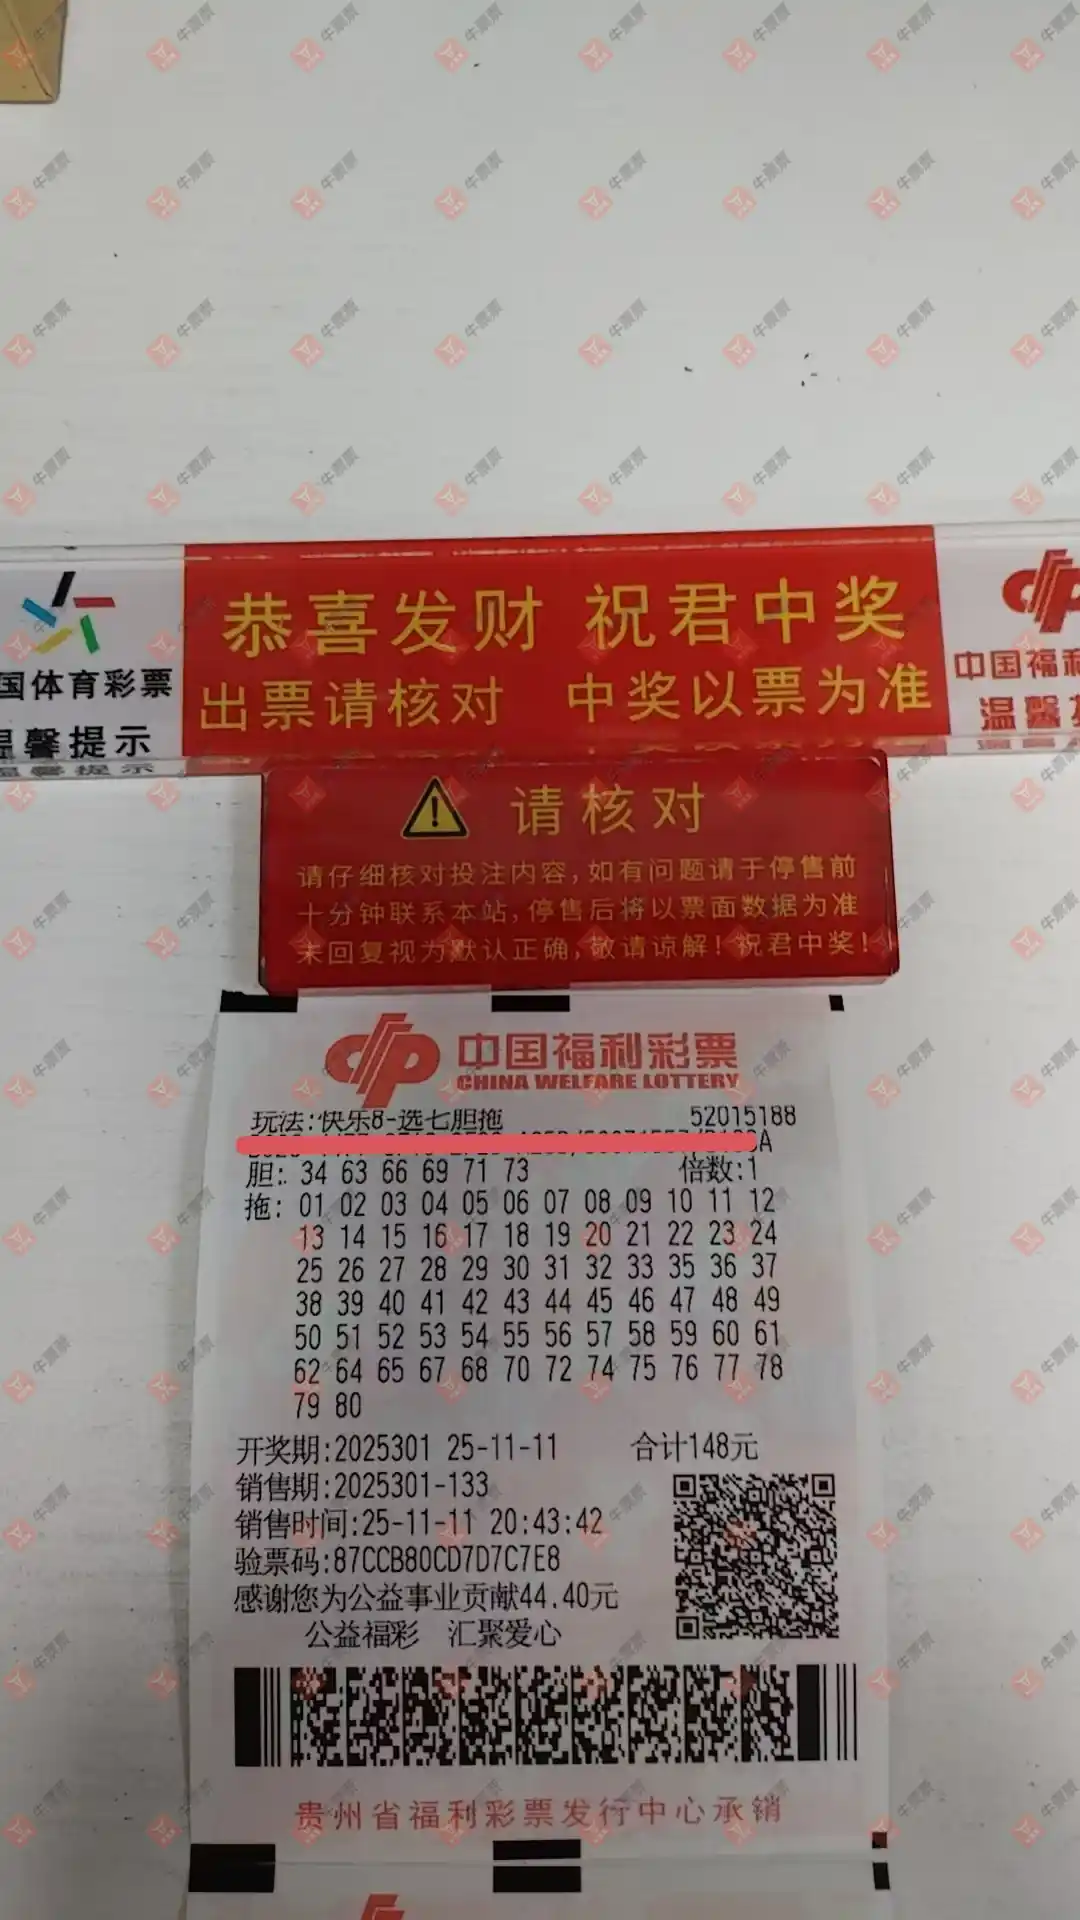 恭喜发财 祝君中奖
出票请核对 中奖以票为准
国体育彩票
温馨提示
中国福利
温馨
请核对
请仔细核对投注内容,如有问题请于停售前
十分钟联系本站,停售后将以票面数据为准
未回复视为默认正确,敬请谅解!祝君中奖!
中国福利彩票
CHINA WELFARE LOTTERY
玩法:快乐8-选七胆拖 52015188
胆: 34 63 66 69 71 73 倍数:1
拖: 01 02 03 04 05 06 07 08 09 10 11 12
13 14 15 16 17 18 19 20 21 22 23 24
25 26 27 28 29 30 31 32 33 35 36 37
38 39 40 41 42 43 44 45 46 47 48 49
50 51 52 53 54 55 56 57 58 59 60 61
62 64 65 67 68 70 72 74 75 76 77 78
79 80
开奖期:2025301 25-11-11 合计148元
销售期:2025301-133
销售时间:25-11-11 20:43:42
验票码:87CCB80CD7D7C7E8
感谢您为公益事业贡献44.40元
公益福彩 汇聚爱心
贵州省福利彩票发行中心承销
牛票票